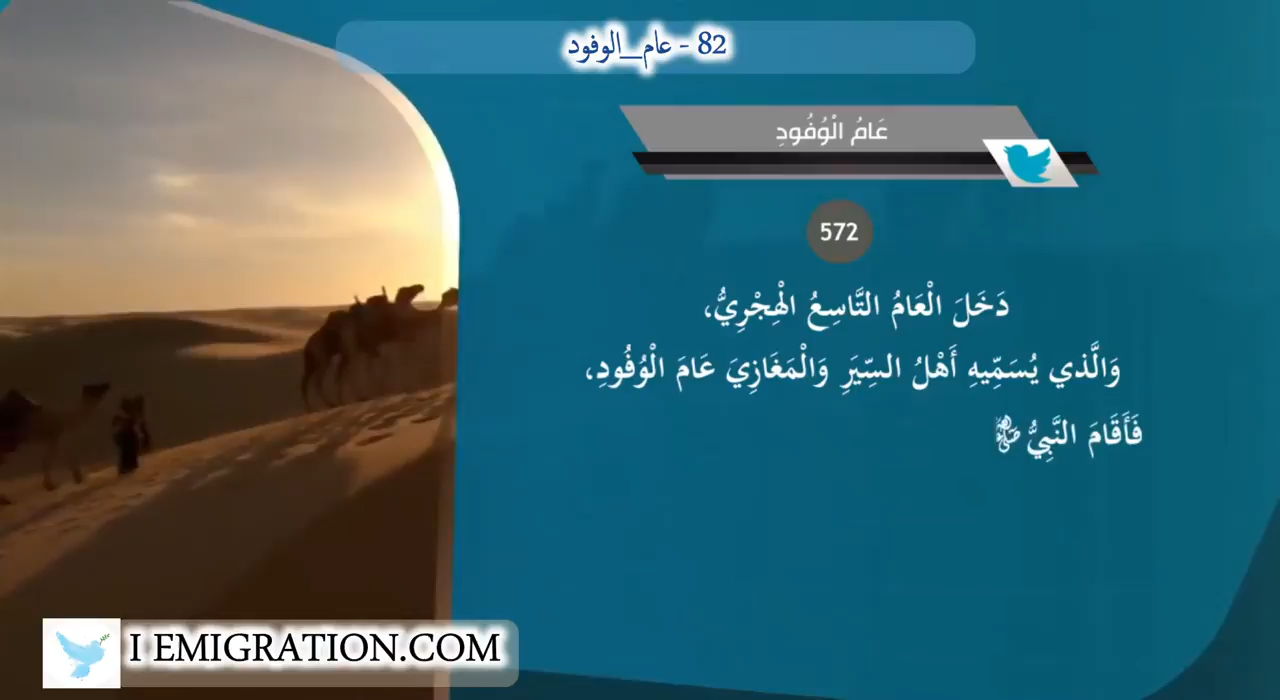 82 - عام_الوفود
عَامُ الْوُفُودِ
572
دَخَلَ الْعَامُ التَّاسِعُ الْهِجْرِيُّ،
وَالَّذي يُسَمِّيهِ أَهْلُ السِّيَرِ وَالْمَغَازِيَ عَامَ الْوُفُودِ،
فَأَقَامَ النَّبِيُّ ﷺ
I EMIGRATION.COM